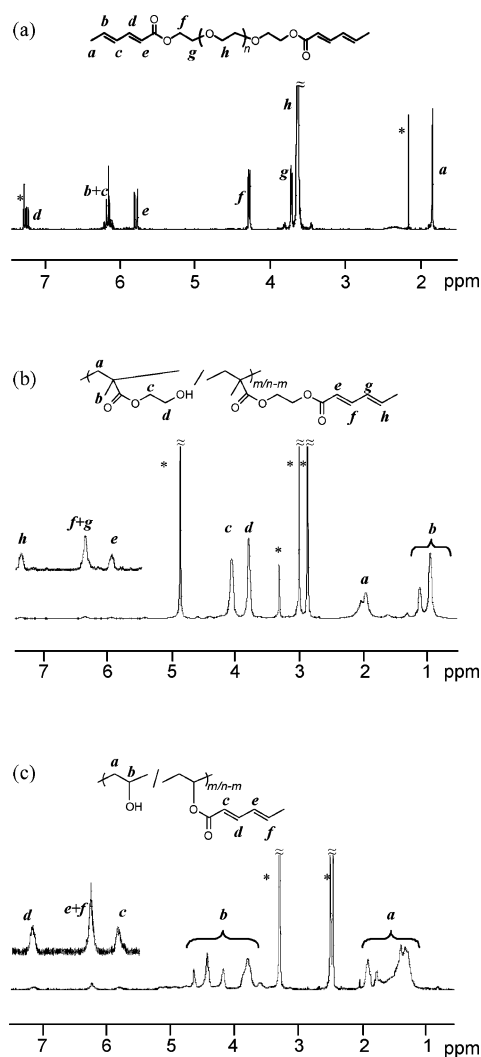 (a)
b d f
O O O O O
a c e O g h n O
h
≈
* a
g
b+c
* d e f
7 6 5 4 3 2 ppm
(b)
a
m/n-m
b O O c OH O O O O e g
d f h
≈ ≈ ≈
* * *
f+g c d b
h e * a
7 6 5 4 3 2 1 ppm
(c)
a b
m/n-m
OH O c e
O d f
≈ ≈
* *
d e+f c b a
7 6 5 4 3 2 1 ppm